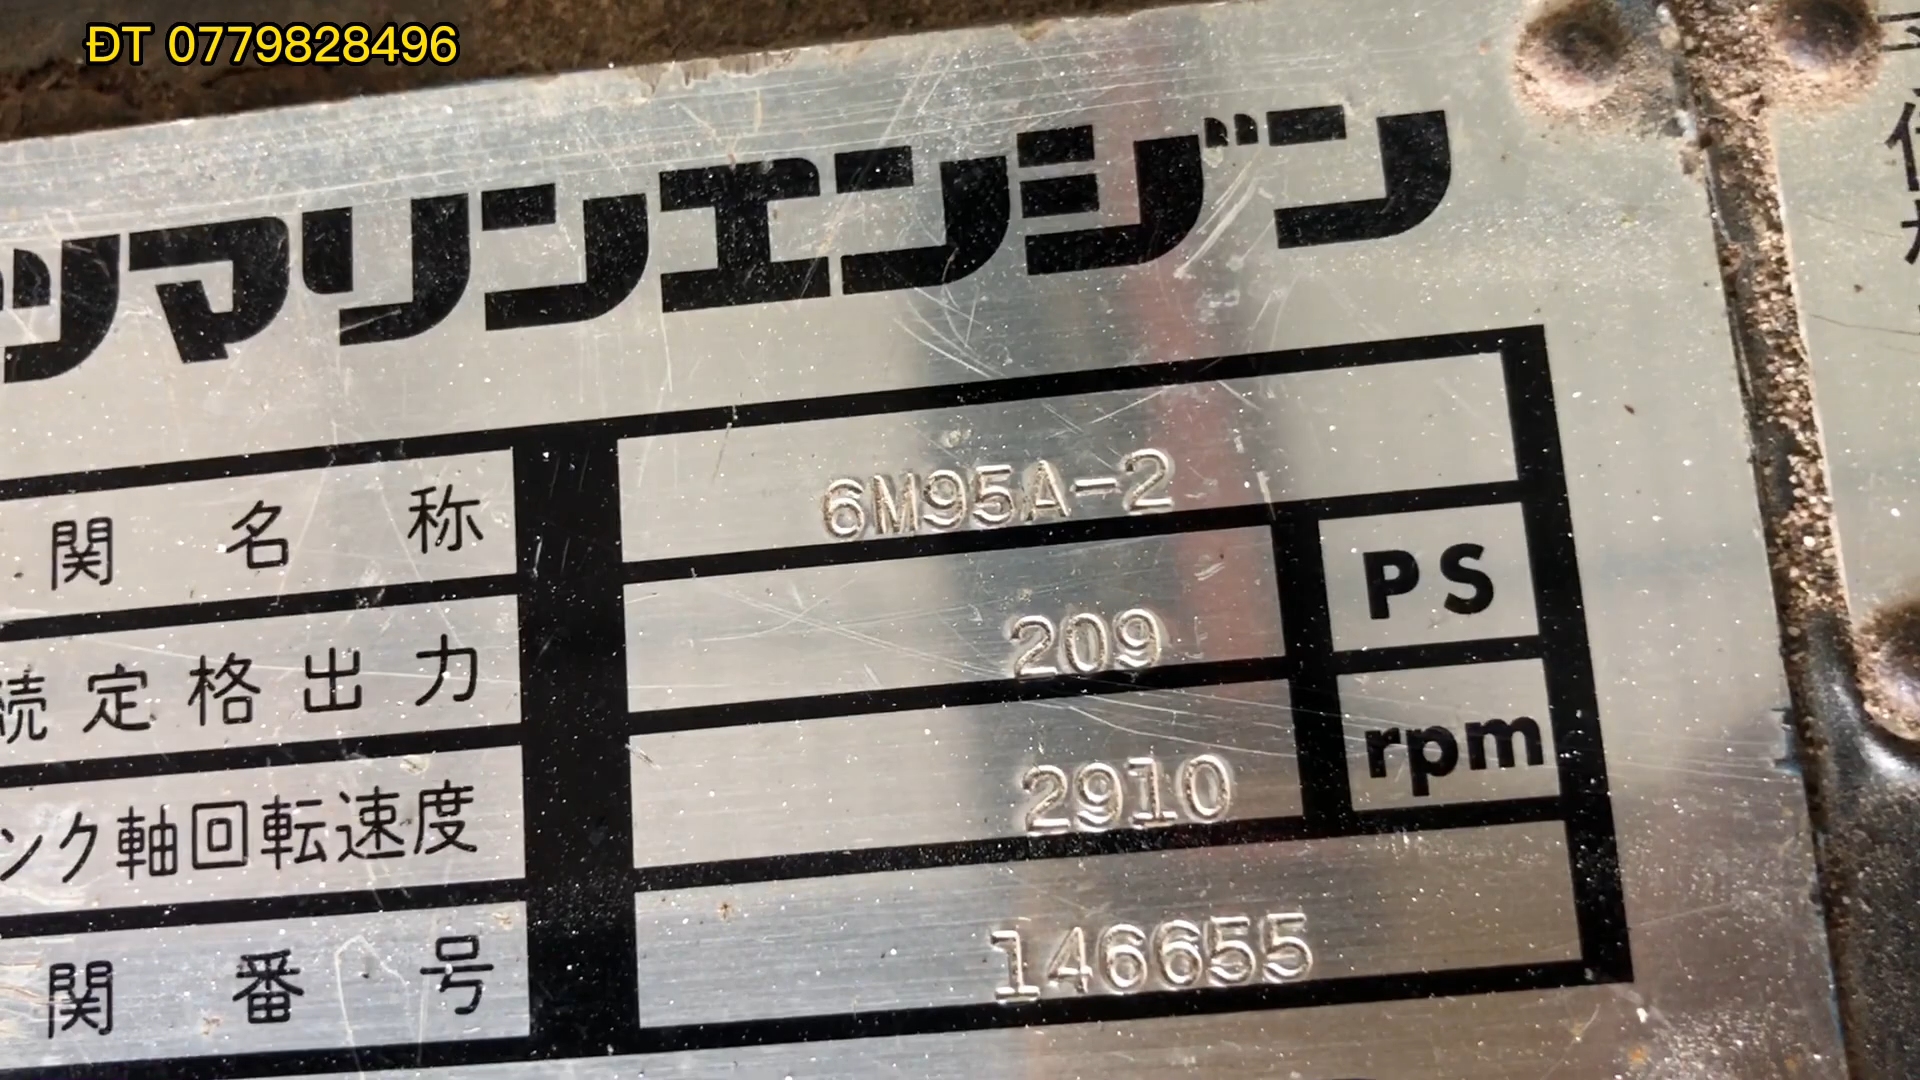 ĐT 0779828496
ツマリンエンジン
関名称 6M95A-2
続定格出力 209 PS
ンク軸回転速度 2910 rpm
関番号 146655